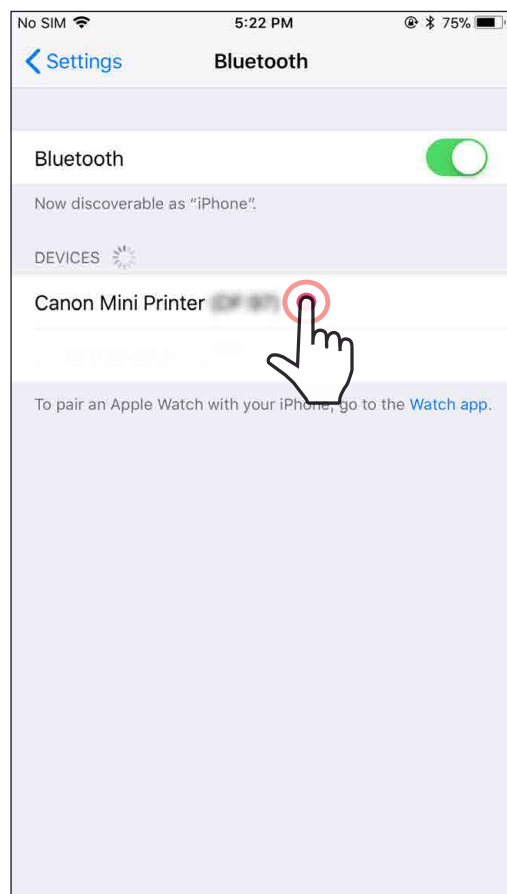 No SIM 5:22 PM 75%
Settings Bluetooth
Bluetooth
Now discoverable as “iPhone”.
DEVICES
Canon Mini Printer
To pair an Apple Watch with your iPhone, go to the Watch app.